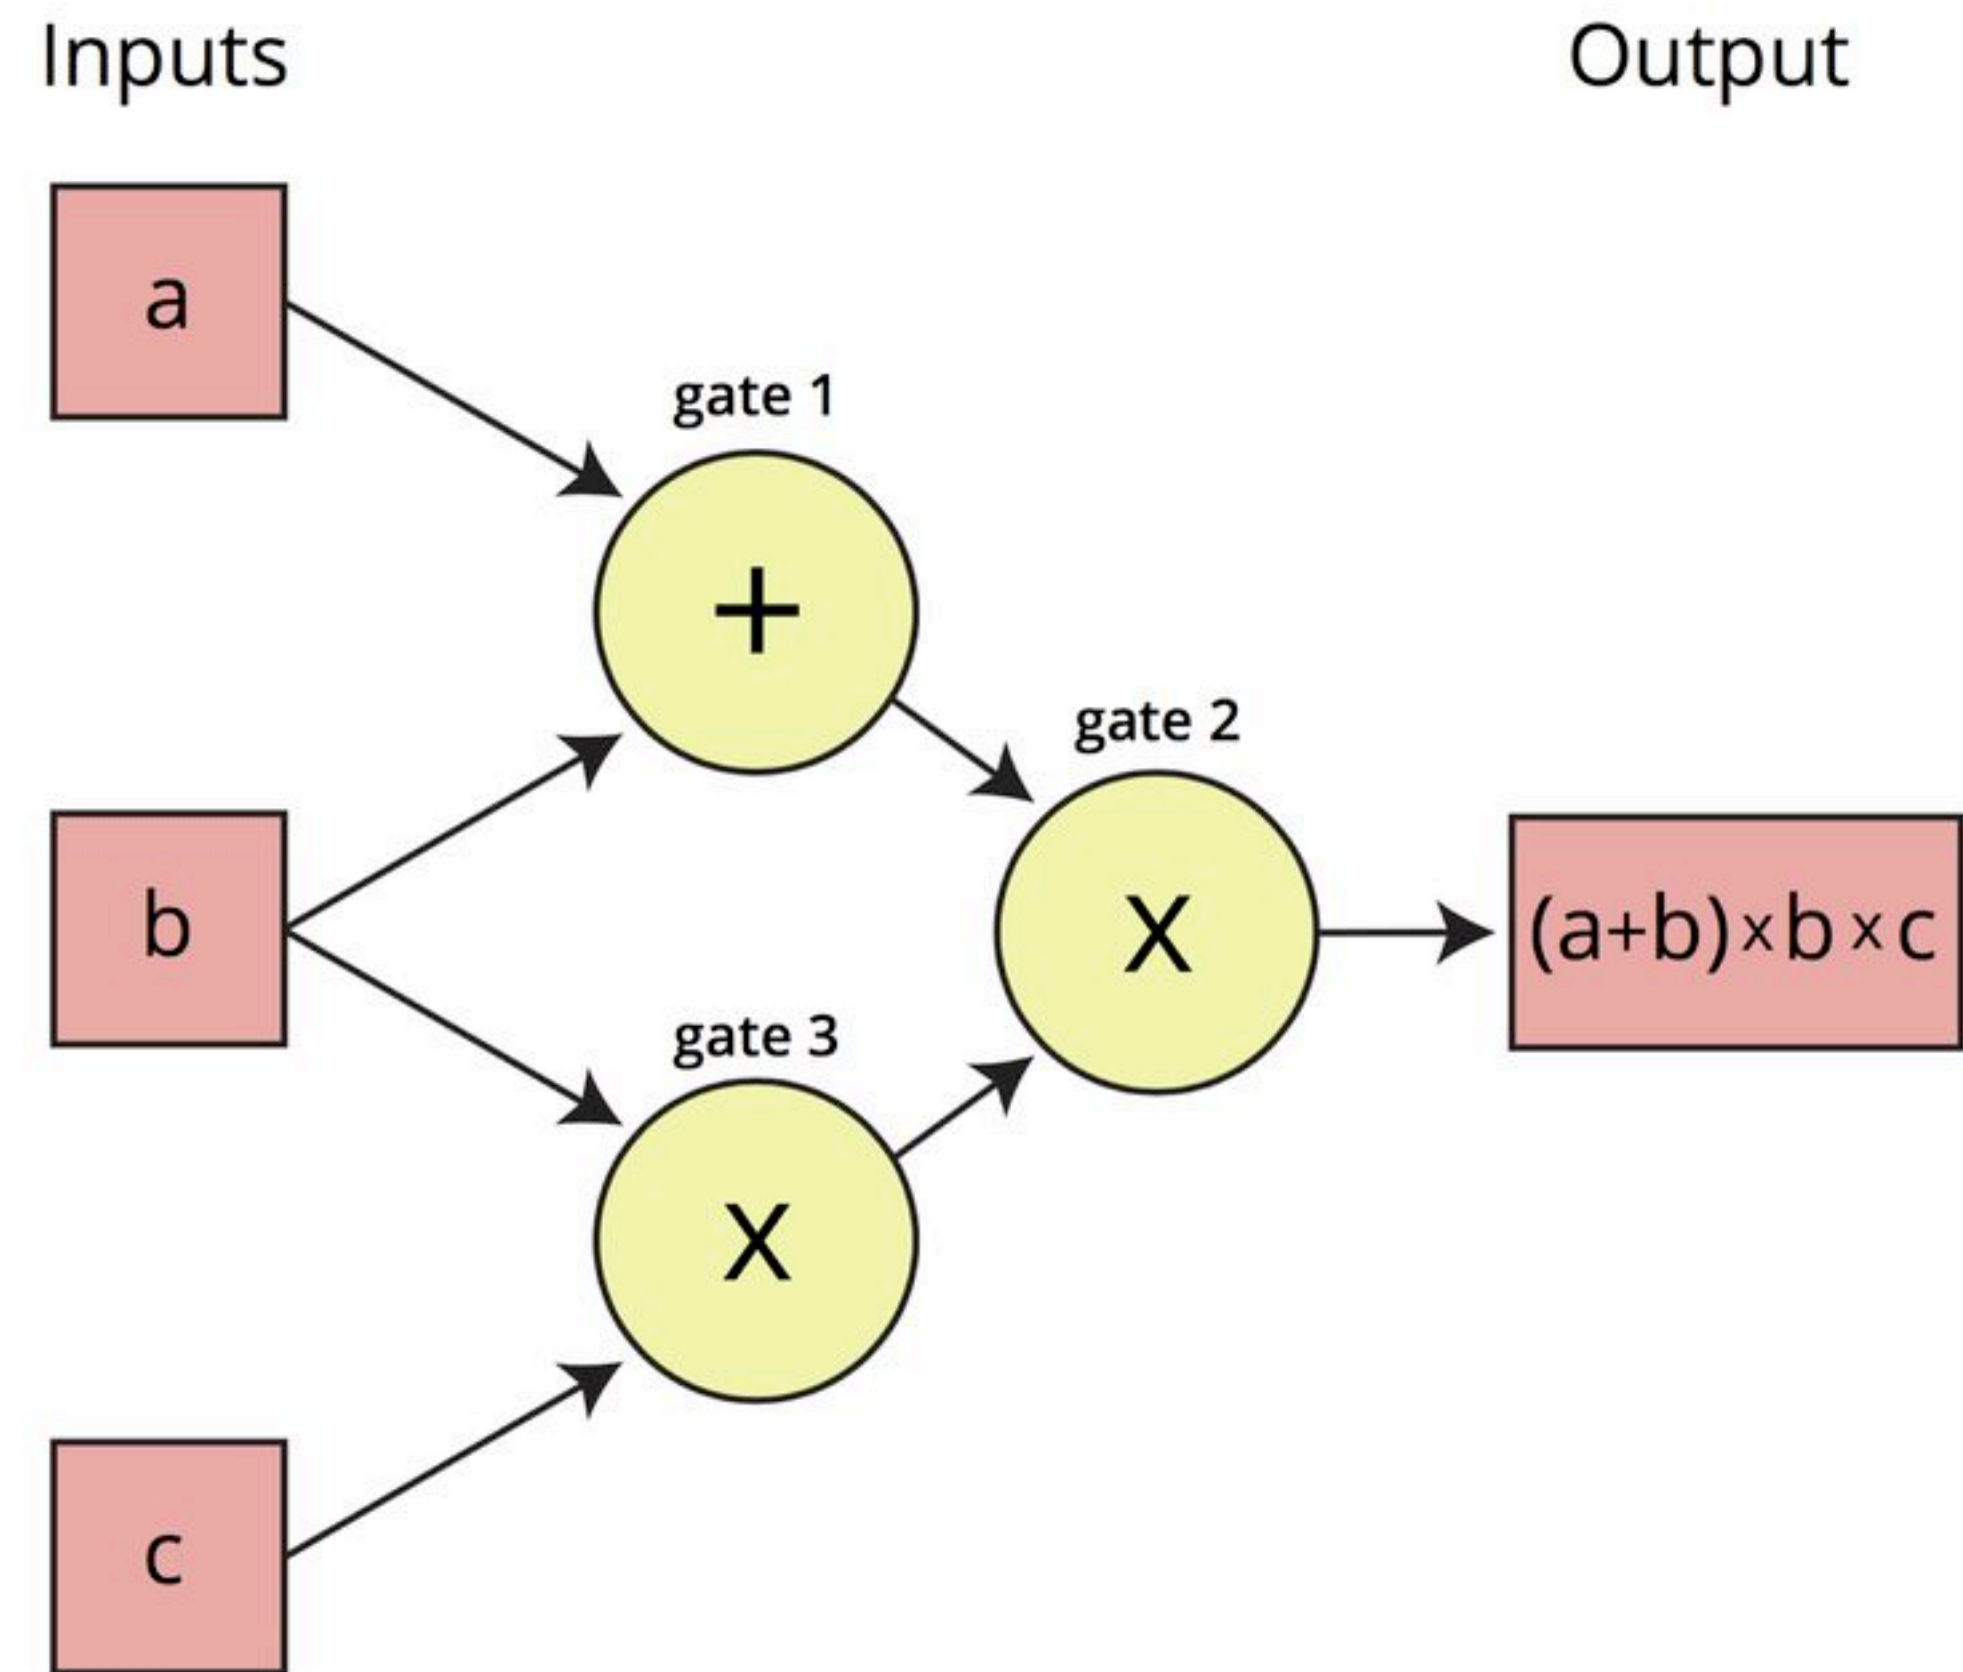 Inputs
Output
a
gate 1
+
gate 2
b
x
(a+b)×b×c
gate 3
x
c